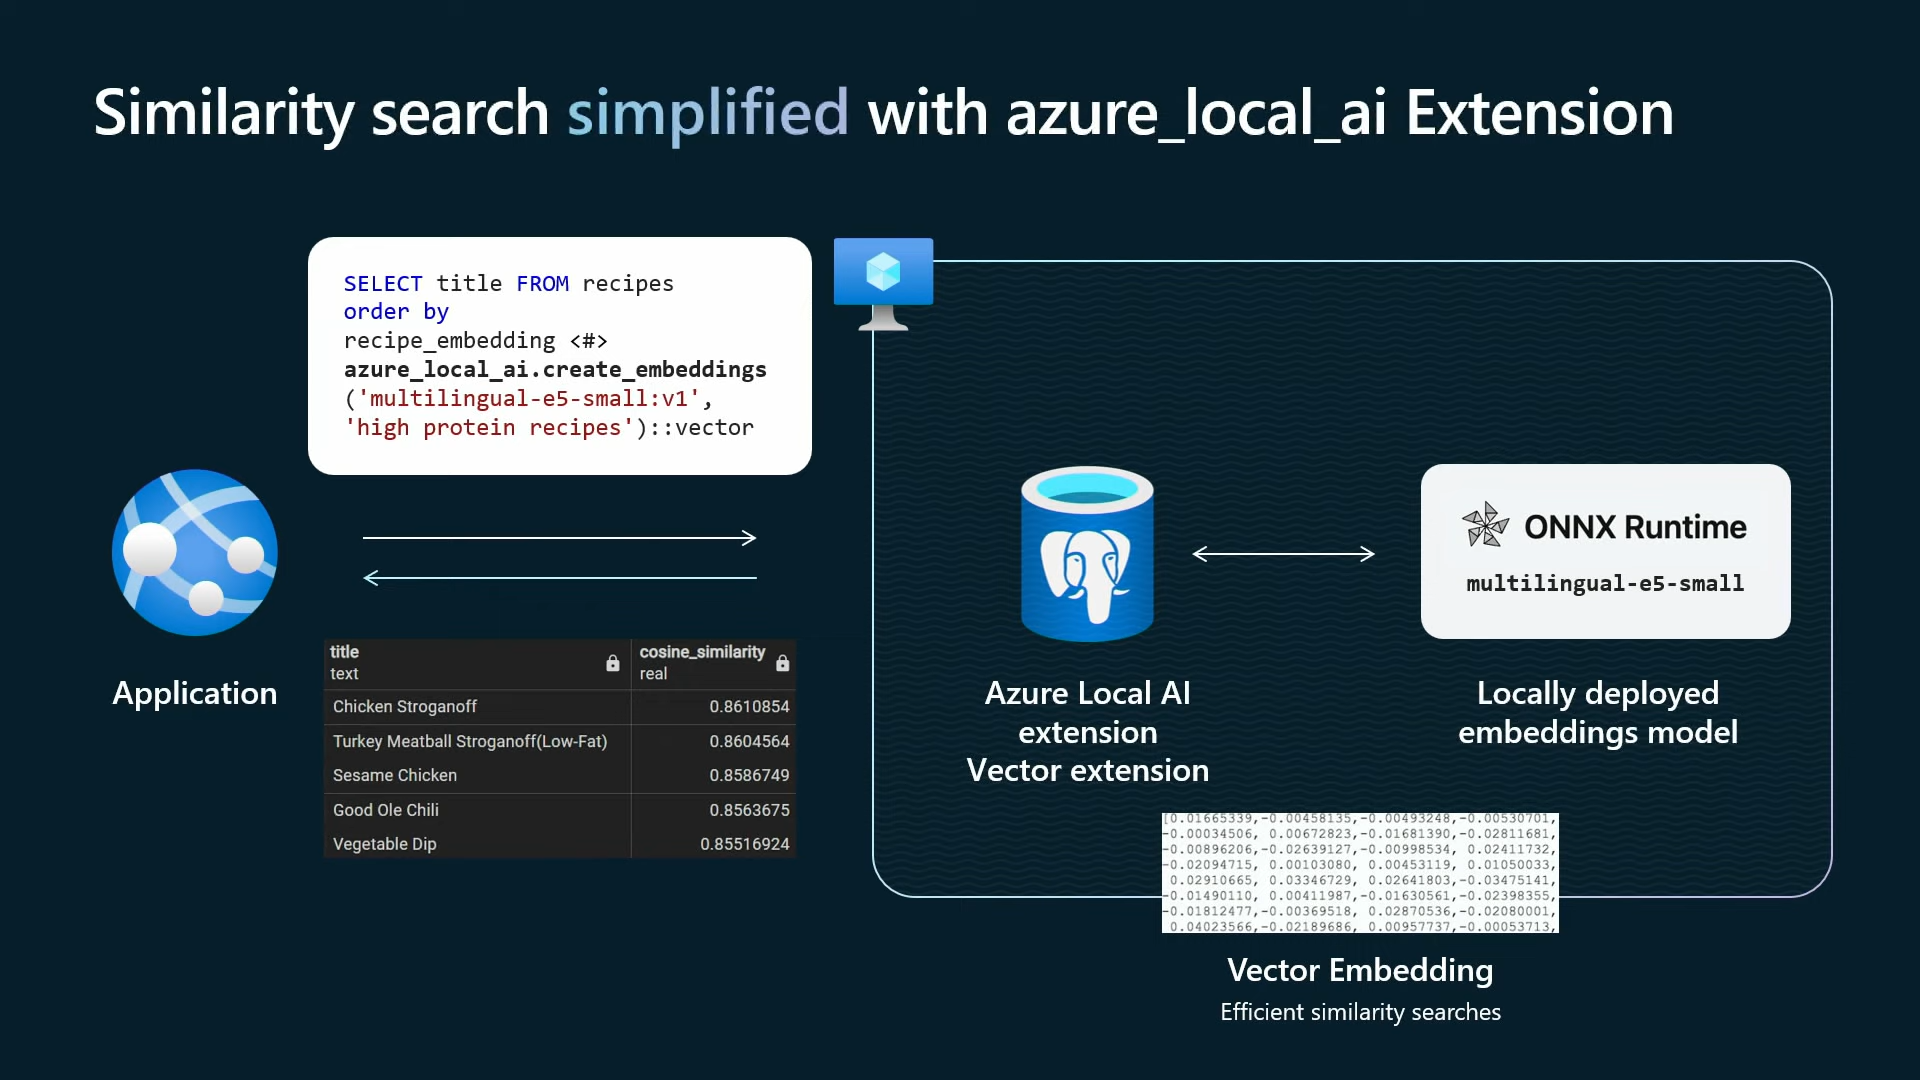 Similarity search simplified with azure_local_ai Extension
SELECT title FROM recipes
order by
recipe_embedding <#>
azure_local_ai.create_embeddings
('multilingual-e5-small:v1',
'high protein recipes')::vector
Application
title cosine_similarity
text real
Chicken Stroganoff 0.8610854
Turkey Meatball Stroganoff(Low-Fat) 0.8604564
Sesame Chicken 0.8586749
Good Ole Chili 0.8563675
Vegetable Dip 0.85516924
Azure Local AI
extension
Vector extension
ONNX Runtime
multilingual-e5-small
Locally deployed
embeddings model
[0.01665339,-0.00458135,-0.00493248,-0.00530701,
-0.00034506, 0.00672823,-0.01681390,-0.02811681,
-0.00896206,-0.02639127,-0.00998534, 0.02411732,
-0.02094715, 0.00103080, 0.00453119, 0.01050033,
0.02910665, 0.03346729, 0.02641803,-0.03475141,
-0.01490110, 0.00411987,-0.01630561,-0.02398355,
-0.01812477,-0.00369518, 0.02870536,-0.02080001,
0.04023566,-0.02189686, 0.00957737,-0.00053713,
Vector Embedding
Efficient similarity searches